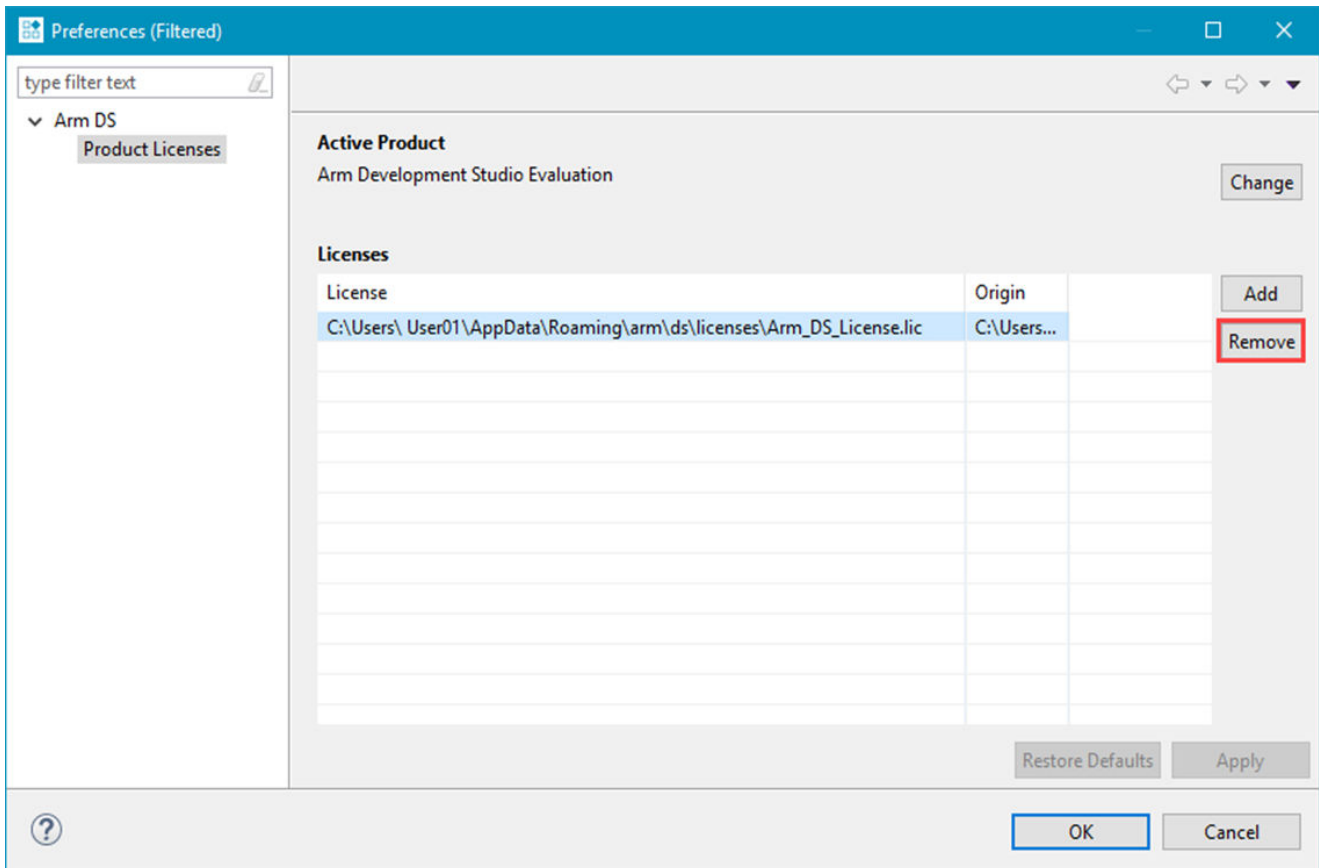 Preferences (Filtered)
type filter text
Arm DS
Product Licenses
Active Product
Arm Development Studio Evaluation
Change
Licenses
License Origin
Add
C:\Users\ User01\AppData\Roaming\arm\ds\licenses\Arm_DS_License.lic C:\Users...
Remove
Restore Defaults Apply
?
OK Cancel